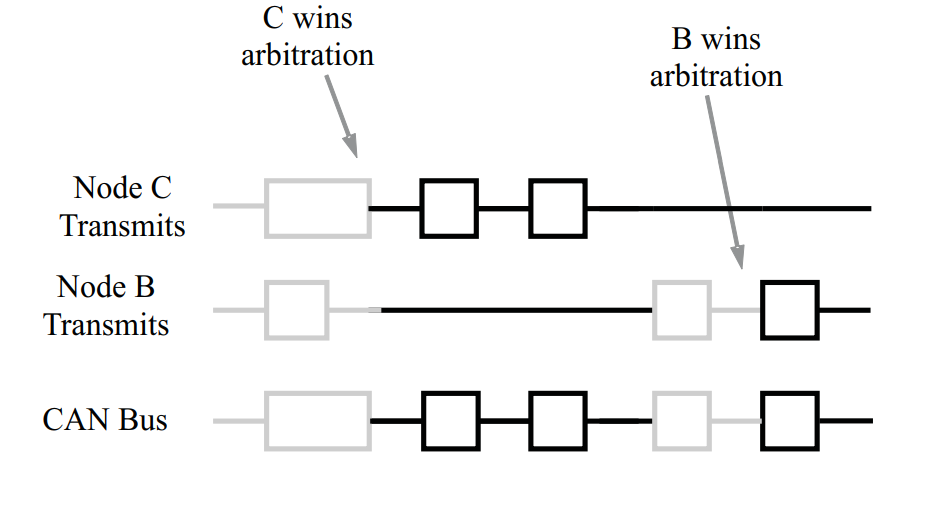 C wins
arbitration
B wins
arbitration
Node C
Transmits
Node B
Transmits
CAN Bus